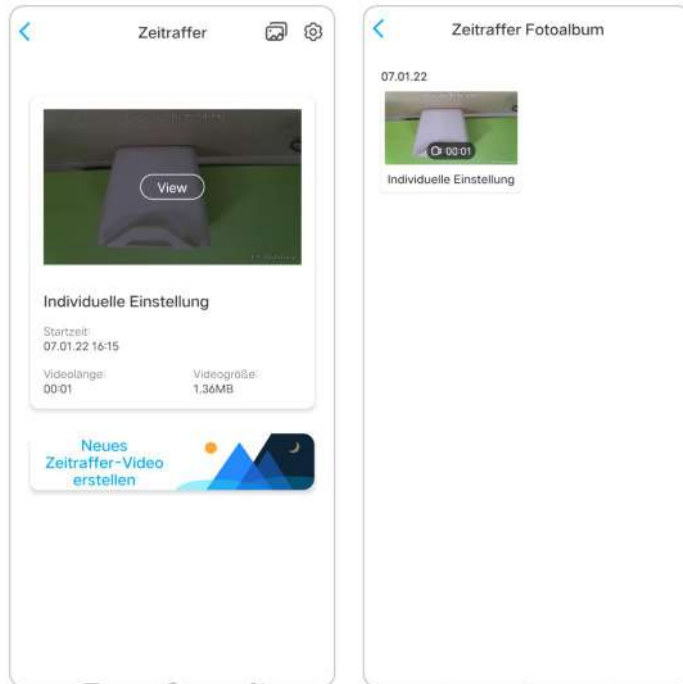 Zeitraffer
View
Individuelle Einstellung
Startzeit:
07.01.22 16:15
Videolänge:
00:01
Videogröße:
1.36MB
Neues
Zeitraffer-Video
erstellen
Zeitraffer Fotoalbum
07.01.22
00:01
Individuelle Einstellung